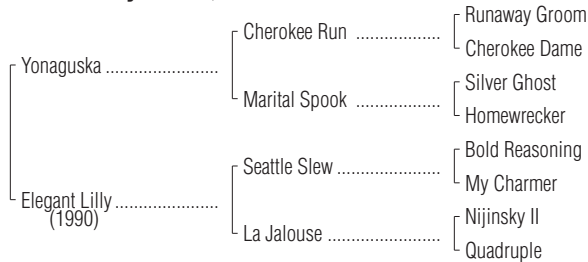 Runaway Groom
Cherokee Run ....................
Cherokee Dame
Yonaguska ...........................
Silver Ghost
Marital Spook ....................
Homewrecker
Bold Reasoning
Seattle Slew .........................
My Charmer
Elegant Lilly .........................
(1990)
Nijinsky II
La Jalouse ...........................
Quadruple